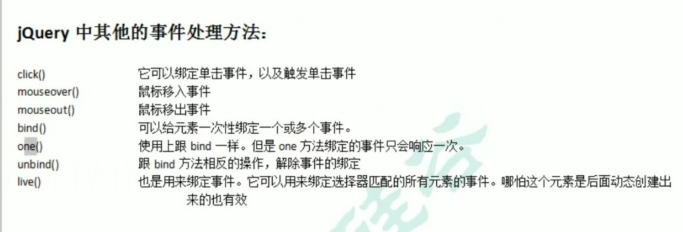 jQuery 中其他的事件处理方法：
click() 它可以绑定单击事件，以及触发单击事件
mouseover() 鼠标移入事件
mouseout() 鼠标移出事件
bind() 可以给元素一次性绑定一个或多个事件。
one() 使用上跟 bind 一样。但是 one 方法绑定的事件只会响应一次。
unbind() 跟 bind 方法相反的操作，解除事件的绑定
live() 也是用来绑定事件。它可以用来绑定选择器匹配的所有元素的事件。哪怕这个元素是后面动态创建出
来的也有效